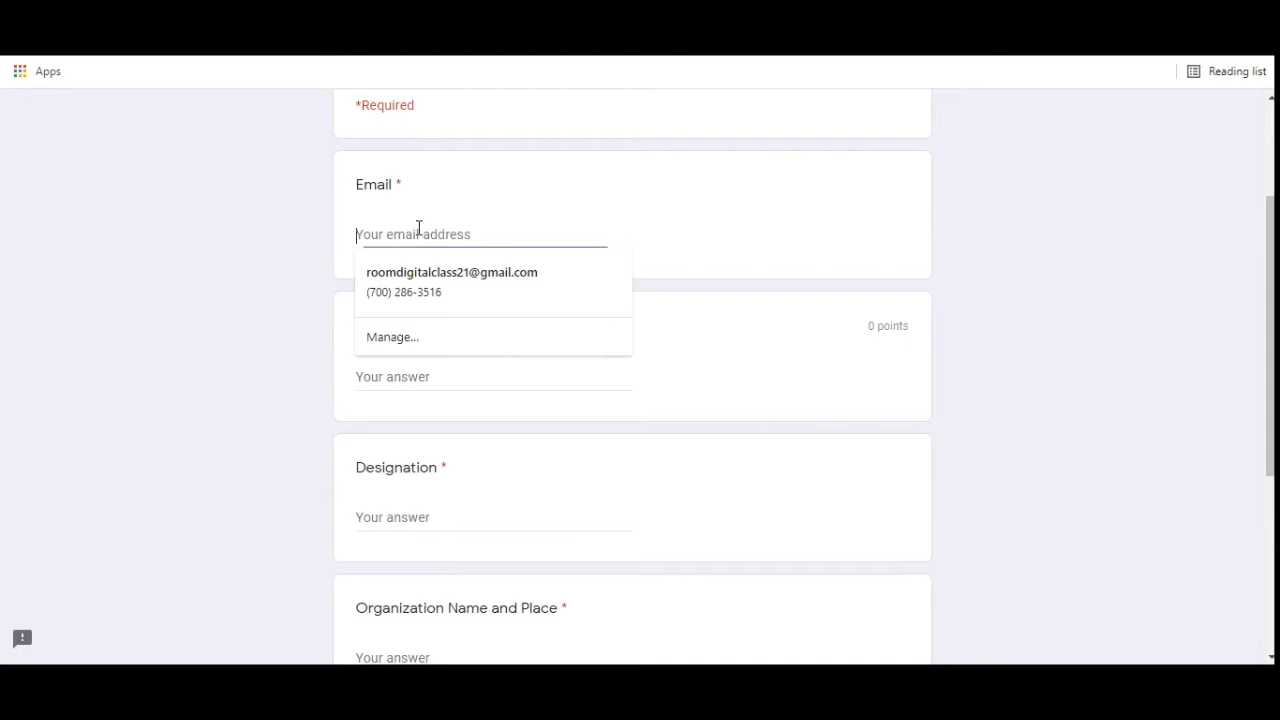 Apps
Reading list
*Required
Email *
Your email address
roomdigitalclass21@gmail.com
(700) 286-3516
Manage...
0 points
Your answer
Designation *
Your answer
Organization Name and Place *
Your answer